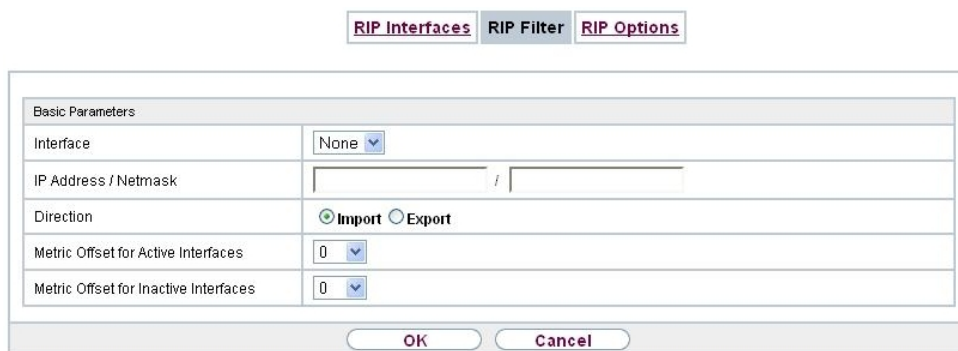 RIP Interfaces RIP Filter RIP Options
Basic Parameters
Interface None
IP Address / Netmask /
Direction Import Export
Metric Offset for Active Interfaces 0
Metric Offset for Inactive Interfaces 0
OK Cancel